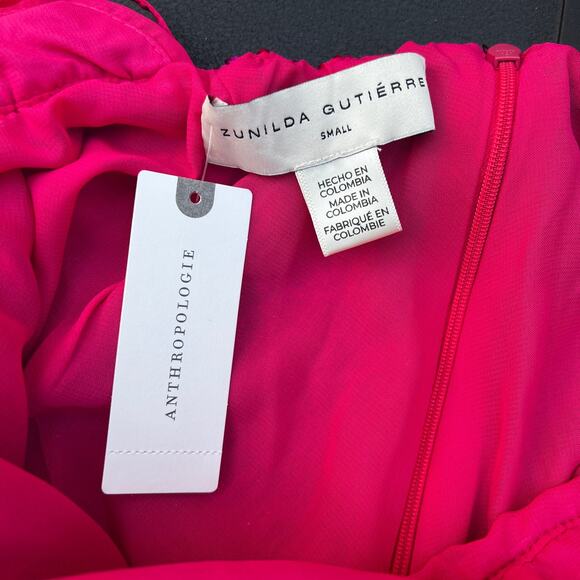 ZUNILDA GUTIÉRRE
SMALL
HECHO EN
COLOMBIA
MADE IN
COLOMBIA
FABRIQUÉ EN
COLOMBIE
ANTHROPOLOGIE